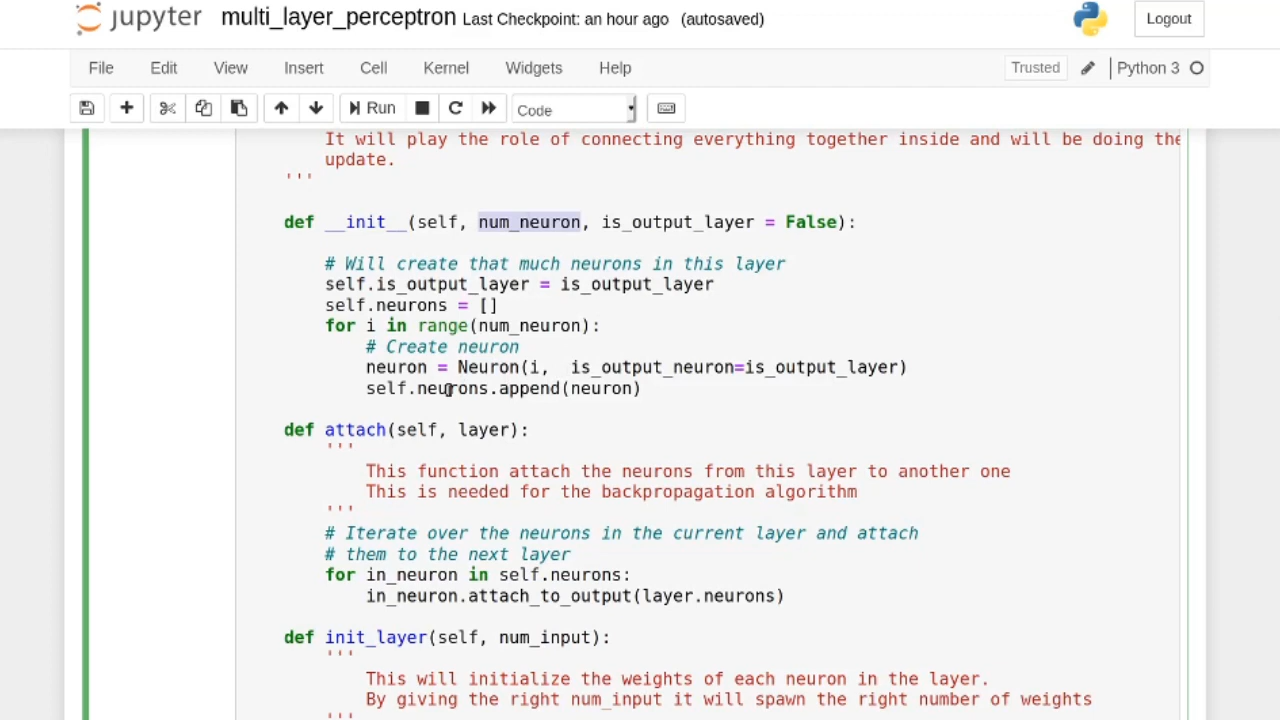 jupyter multi_layer_perceptron Last Checkpoint: an hour ago (autosaved) Logout
File Edit View Insert Cell Kernel Widgets Help Trusted Python 3
Run Code
It will play the role of connecting everything together inside and will be doing the
update.
'''
def __init__(self, num_neuron, is_output_layer = False):
# Will create that much neurons in this layer
self.is_output_layer = is_output_layer
self.neurons = []
for i in range(num_neuron):
# Create neuron
neuron = Neuron(i,  is_output_neuron=is_output_layer)
self.neurons.append(neuron)
def attach(self, layer):
'''
This function attach the neurons from this layer to another one
This is needed for the backpropagation algorithm
'''
# Iterate over the neurons in the current layer and attach
# them to the next layer
for in_neuron in self.neurons:
in_neuron.attach_to_output(layer.neurons)
def init_layer(self, num_input):
'''
This will initialize the weights of each neuron in the layer.
By giving the right num_input it will spawn the right number of weights
'''